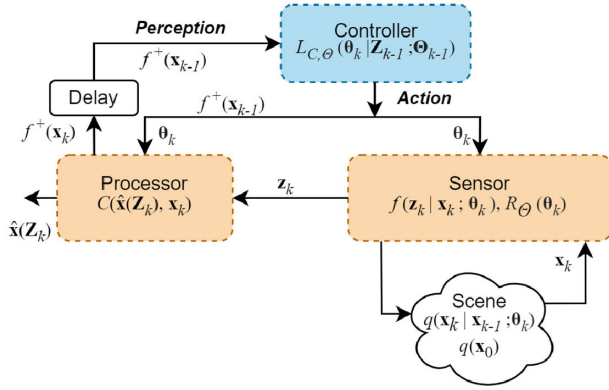 Perception
f⁺(x_{k-1})
Controller
L_{C,Θ}(θ_k | Z_{k-1} ; Θ_{k-1})
Delay
f⁺(x_{k-1})
Action
f⁺(x_k)
θ_k
θ_k
Processor
C(x̂(Z_k), x_k)
z_k
Sensor
f(z_k | x_k ; θ_k), R_Θ(θ_k)
x̂(Z_k)
x_k
Scene
q(x_k | x_{k-1} ; θ_k)
q(x_0)